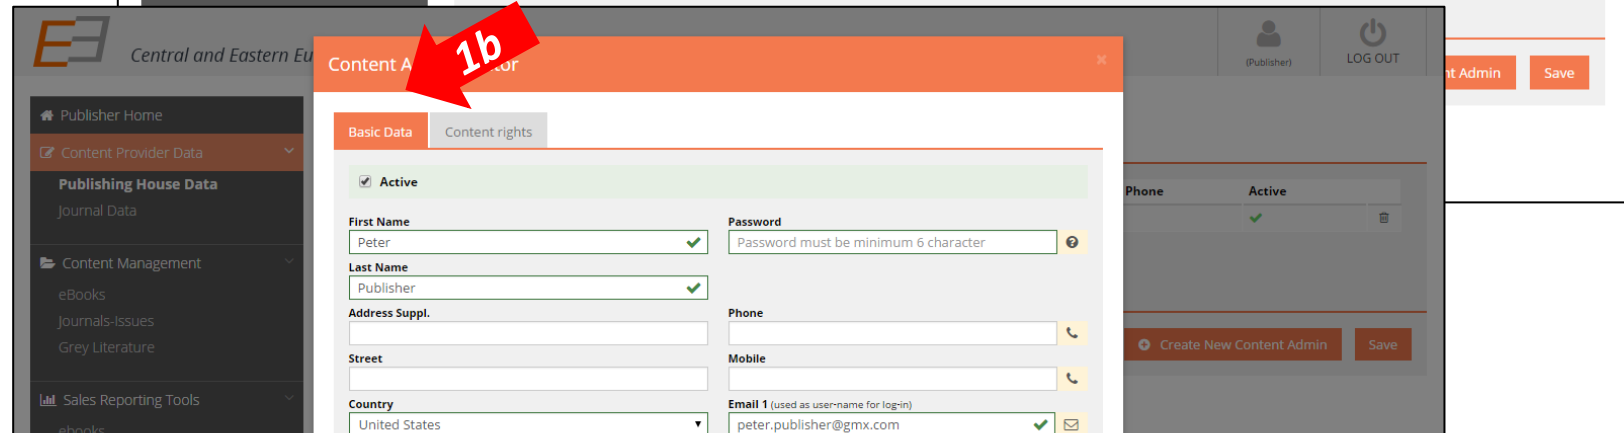 Central and Eastern Eu
(Publisher)
LOG OUT
nt Admin
Save
Content A
tor
1b
Publisher Home
Content Provider Data
Publishing House Data
Journal Data
Content Management
eBooks
Journals-Issues
Grey Literature
Sales Reporting Tools
ebooks
Basic Data
Content rights
Active
First Name
Peter
Last Name
Publisher
Address Suppl.
Street
Country
United States
Password
Password must be minimum 6 character
Phone
Mobile
Email 1 (used as user-name for log-in)
peter.publisher@gmx.com
Phone
Active
Create New Content Admin
Save